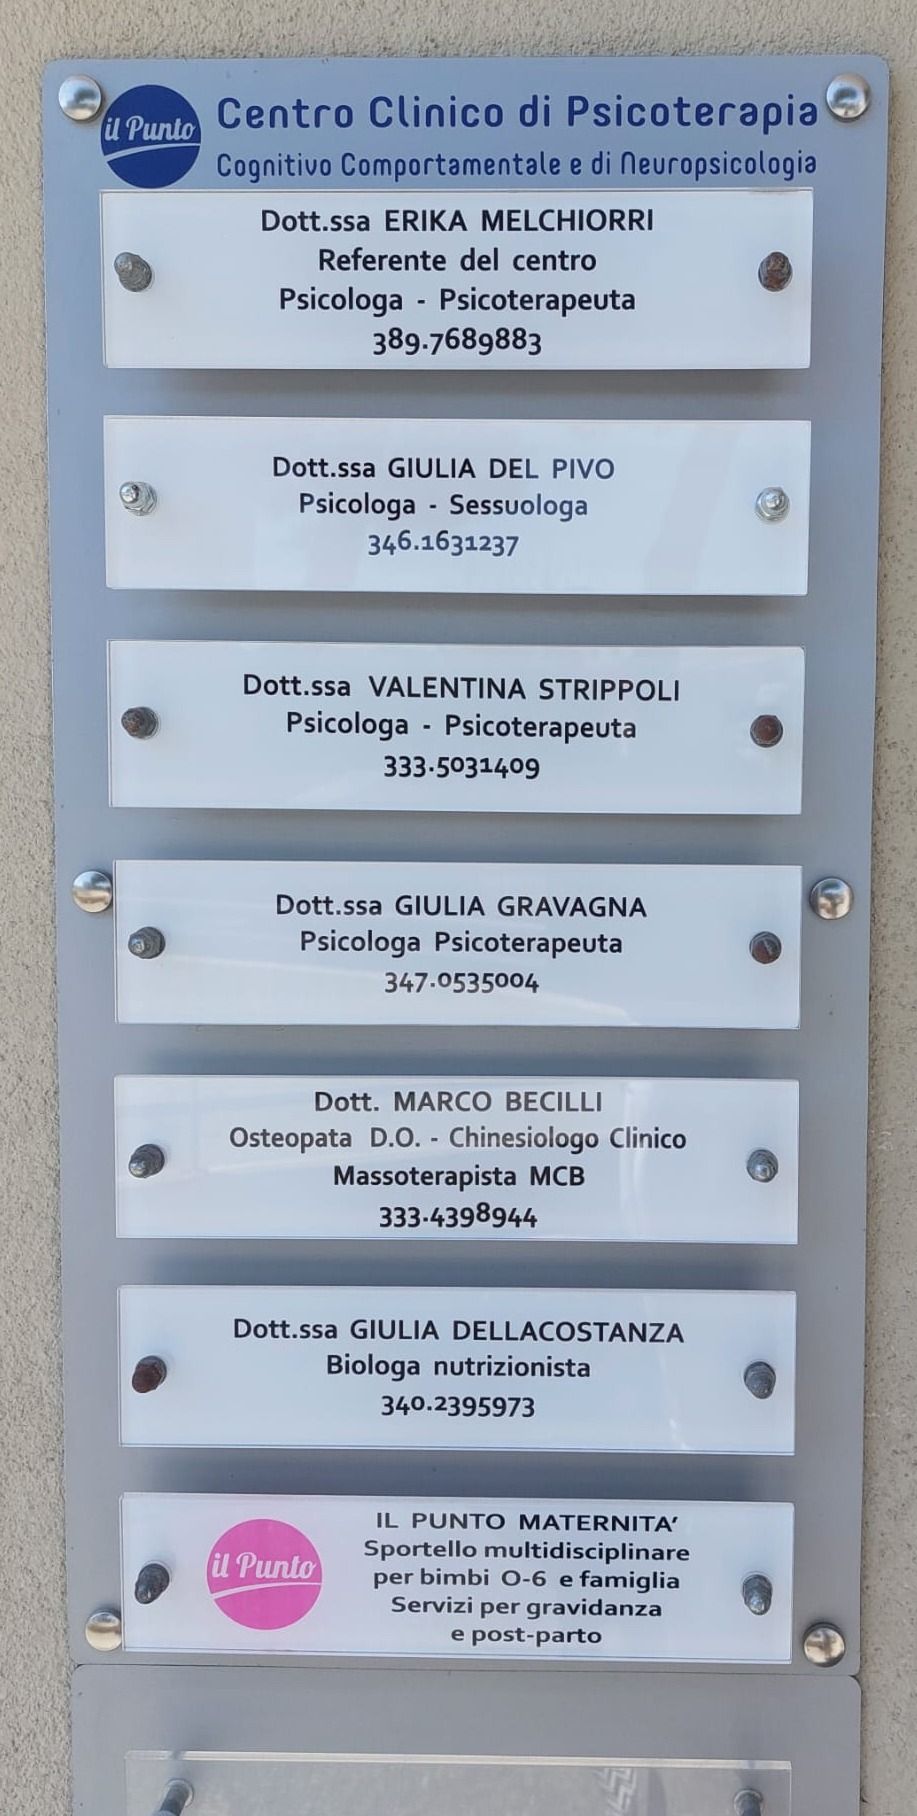 il Punto
Centro Clinico di Psicoterapia
Cognitivo Comportamentale e di Neuropsicologia
Dott.ssa ERIKA MELCHIORRI
Referente del centro
Psicologa - Psicoterapeuta
389.7689883
Dott.ssa GIULIA DEL PIVO
Psicologa - Sessuologa
346.1631237
Dott.ssa VALENTINA STRIPPOLI
Psicologa - Psicoterapeuta
333.5031409
Dott.ssa GIULIA GRAVAGNA
Psicologa Psicoterapeuta
347.0535004
Dott. MARCO BECILLI
Osteopata D.O. - Chinesiologo Clinico
Massoterapista MCB
333.4398944
Dott.ssa GIULIA DELLACOSTANZA
Biologa nutrizionista
340.2395973
il Punto
IL PUNTO MATERNITA'
Sportello multidisciplinare
per bimbi 0-6 e famiglia
Servizi per gravidanza
e post-parto